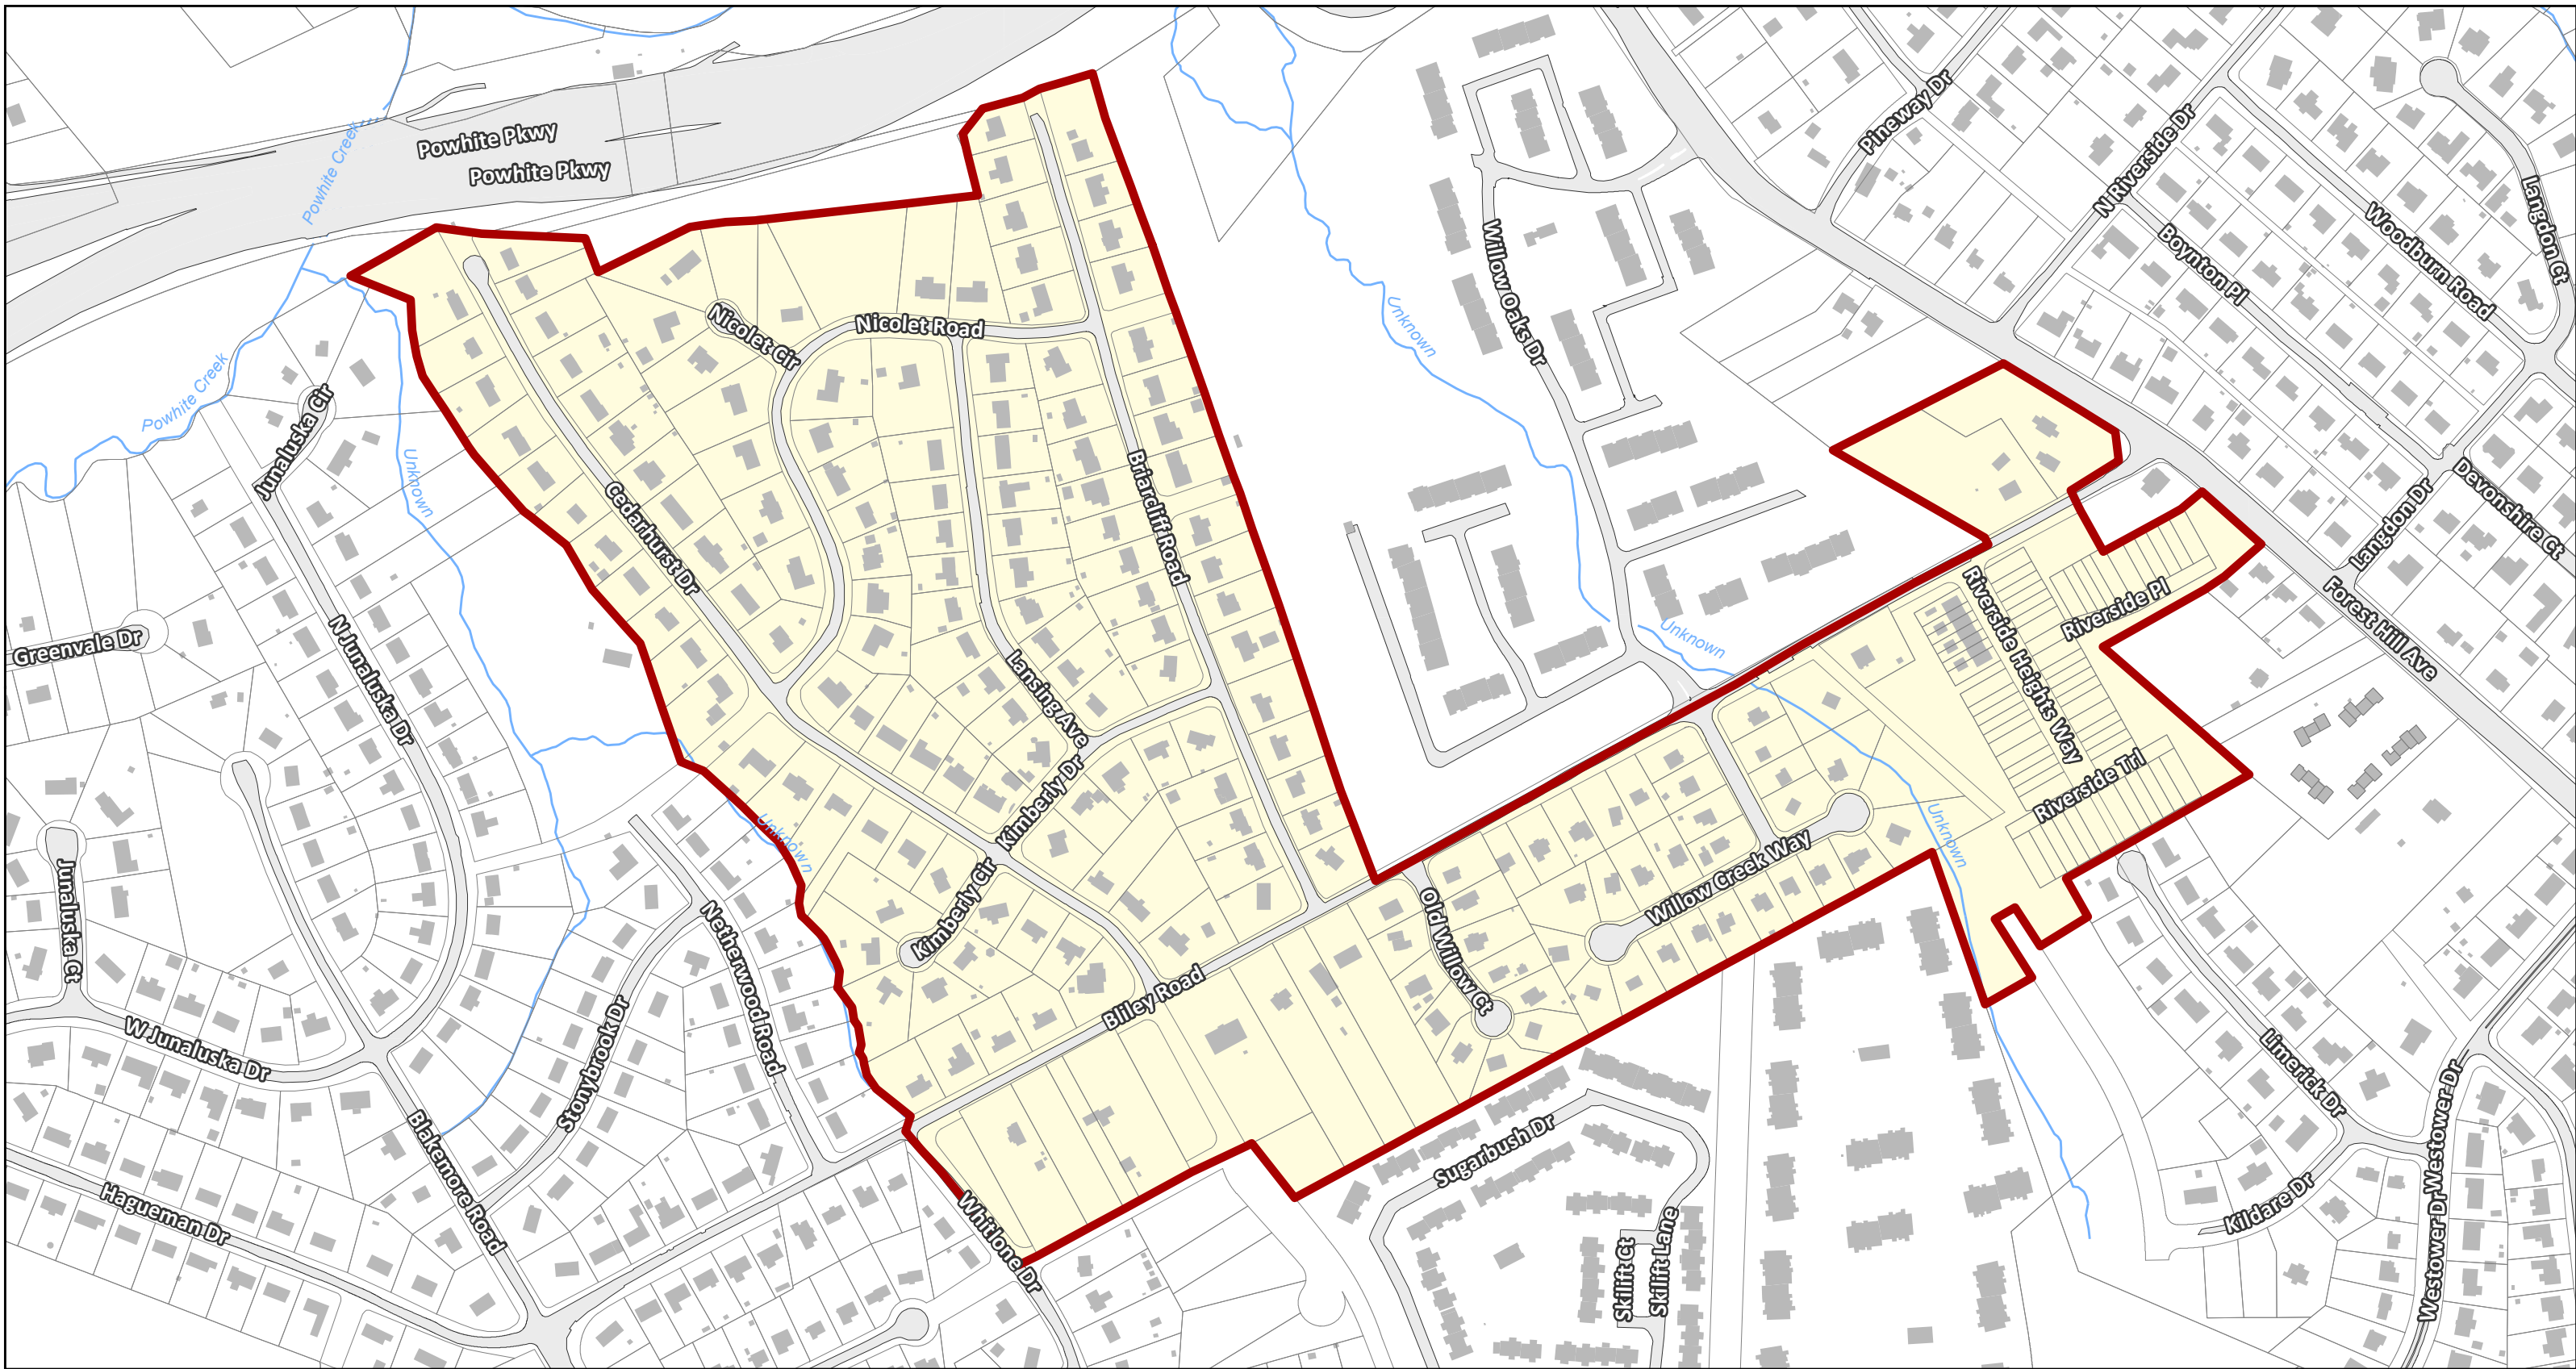 Powhite Creek
Powhite Pkwy
Powhite Pkwy
Pineway Dr
N Riverside Dr
Langdon Ct
Woodburn Road
Boynton Pl
Willow Oaks Dr
Unknown
Nicolet Cir
Nicolet Road
Powhite Creek
Junaluska Cir
Unknown
Briarcliff Road
Cedarhurst Dr
Devonshire Ct
Langdon Dr
Forest Hill Ave
Riverside Pl
Riverside Heights Way
Unknown
Greenvale Dr
N Junaluska Dr
Lansing Ave
Riverside Trl
Kimberly Dr
Unknown
Unknown
Kimberly Cir
Willow Creek Way
Old Willow Ct
Junaluska Ct
Netherwood Road
Bliley Road
W Junaluska Dr
Stonybrook Dr
Limerick Dr
Blakemore Road
Sugarbush Dr
Westower Dr
Hagueman Dr
Whitlone Dr
Kildare Dr
Skilift Ct
Skilift Lane
Westower Dr